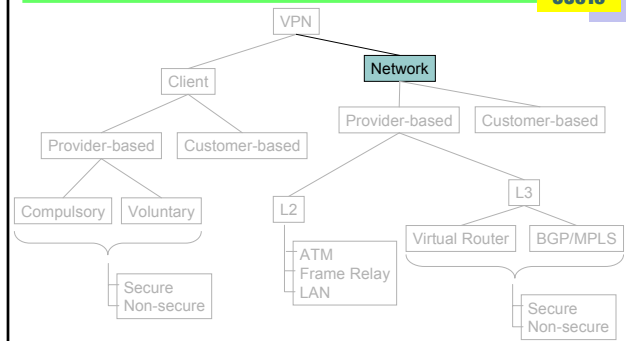 VPN
Client
Network
Provider-based
Customer-based
Provider-based
Customer-based
Compulsory
Voluntary
L2
L3
Virtual Router
BGP/MPLS
ATM
Frame Relay
LAN
Secure
Non-secure
Secure
Non-secure